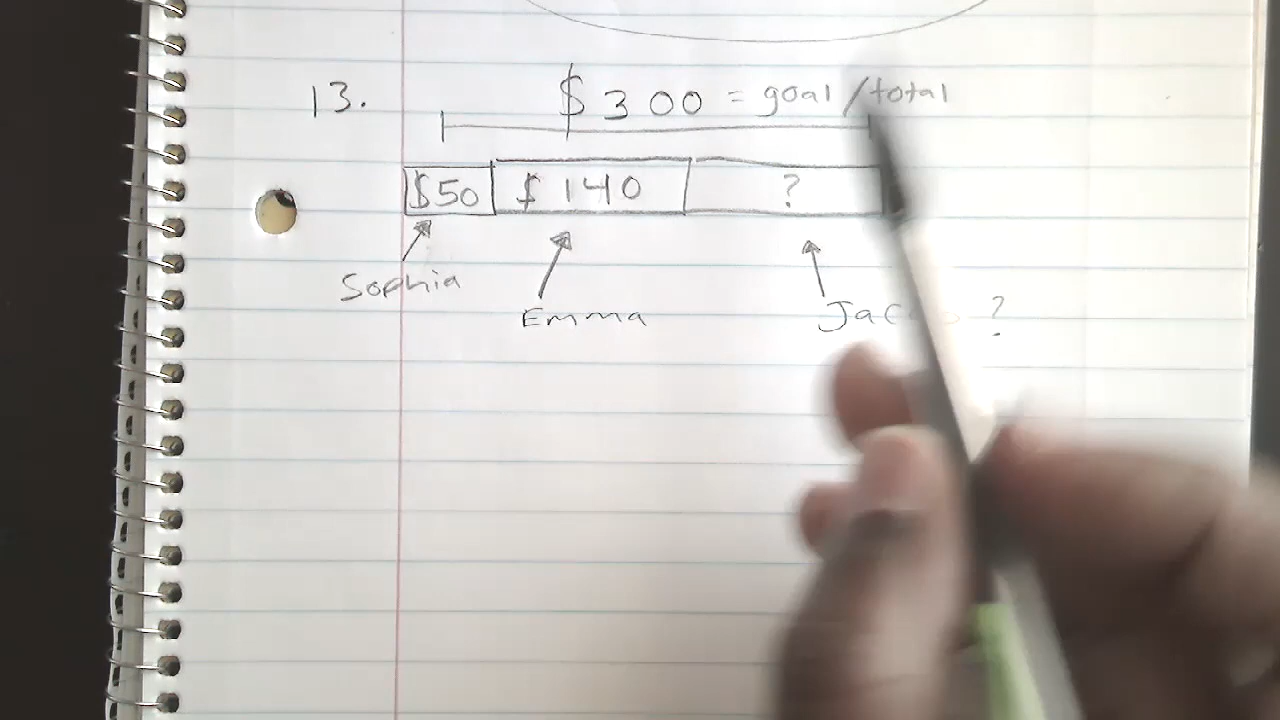 13. $300 = goal/total
$50 $140 ?
Sophia
Emma ?